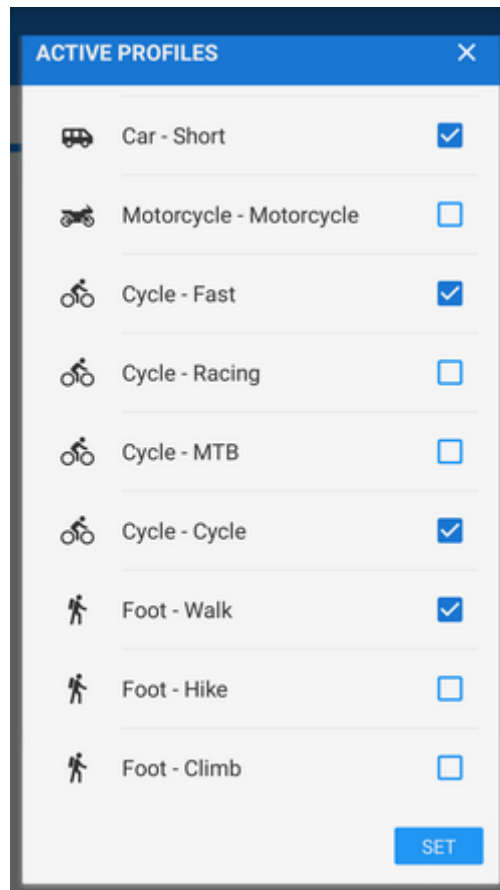 ACTIVE PROFILES
Car - Short
Motorcycle - Motorcycle
Cycle - Fast
Cycle - Racing
Cycle - MTB
Cycle - Cycle
Foot - Walk
Foot - Hike
Foot - Climb
SET